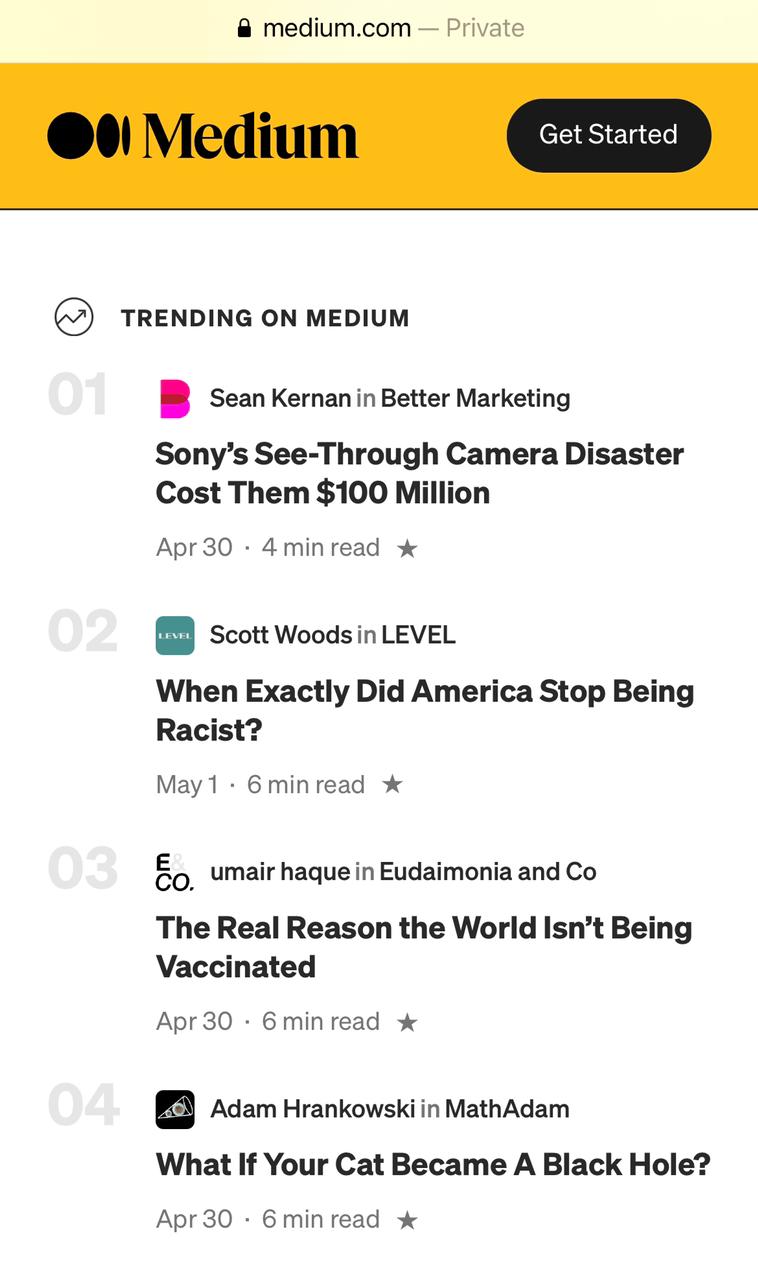 medium.com — Private
Medium
Get Started
TRENDING ON MEDIUM
01
Sean Kernan in Better Marketing
Sony’s See-Through Camera Disaster
Cost Them $100 Million
Apr 30 · 4 min read ★
02
LEVEL
Scott Woods in LEVEL
When Exactly Did America Stop Being
Racist?
May 1 · 6 min read ★
03
E&
CO.
umair haque in Eudaimonia and Co
The Real Reason the World Isn’t Being
Vaccinated
Apr 30 · 6 min read ★
04
Adam Hrankowski in MathAdam
What If Your Cat Became A Black Hole?
Apr 30 · 6 min read ★